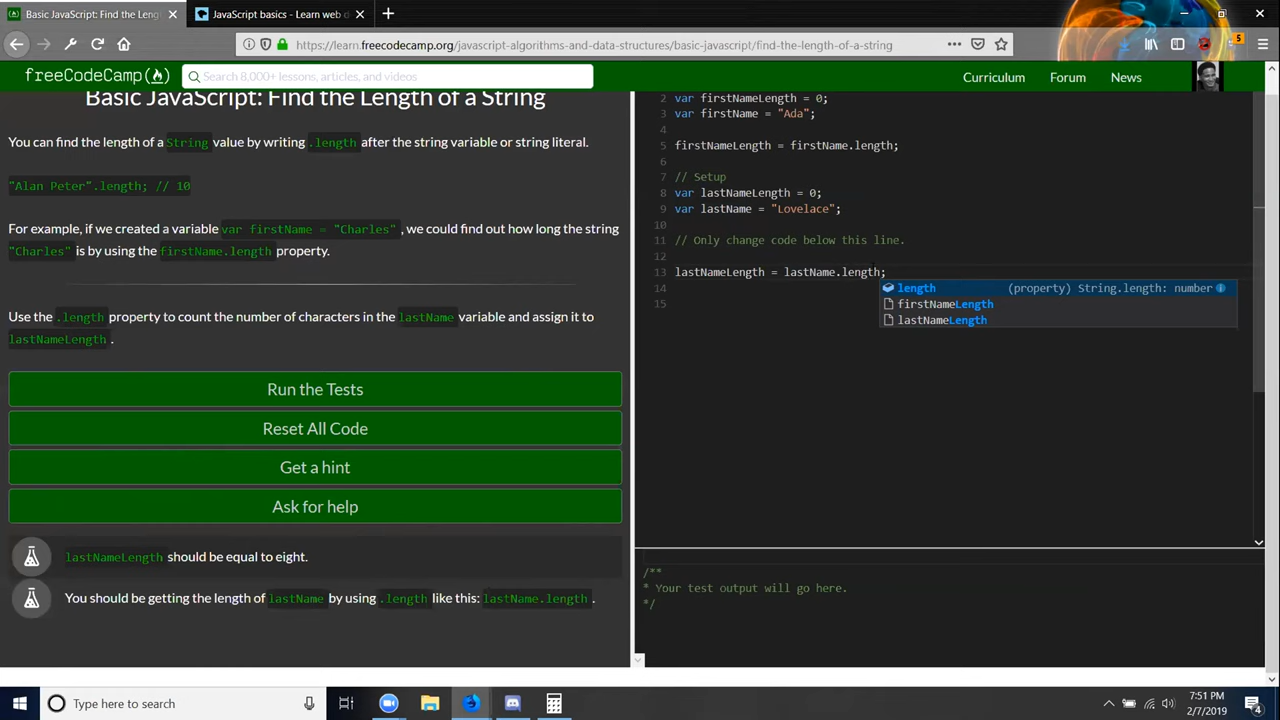 Basic JavaScript: Find the Leng
JavaScript basics - Learn web d
https://learn.freecodecamp.org/javascript-algorithms-and-data-structures/basic-javascript/find-the-length-of-a-string
5
freeCodeCamp
Search 8,000+ lessons, articles, and videos
Curriculum
Forum
News
Basic JavaScript: Find the Length of a String
You can find the length of a String value by writing .length after the string variable or string literal.
"Alan Peter".length; // 10
For example, if we created a variable var firstName = "Charles" , we could find out how long the string
"Charles" is by using the firstName.length property.
Use the .length property to count the number of characters in the lastName variable and assign it to
lastNameLength .
Run the Tests
Reset All Code
Get a hint
Ask for help
lastNameLength should be equal to eight.
You should be getting the length of lastName by using .length like this: lastName.length .
2 var firstNameLength = 0;
3 var firstName = "Ada";
4
5 firstNameLength = firstName.length;
6
7 // Setup
8 var lastNameLength = 0;
9 var lastName = "Lovelace";
10
11 // Only change code below this line.
12
13 lastNameLength = lastName.length;
14
15
length (property) String.length: number
firstNameLength
lastNameLength
/**
* Your test output will go here.
*/
Type here to search
7:51 PM
2/7/2019
4